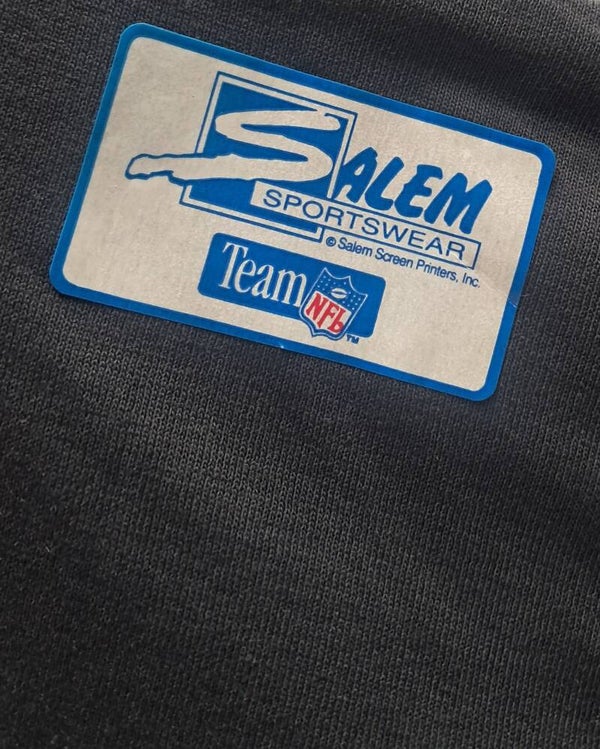 SALEM
SPORTSWEAR
© Salem Screen Printers, Inc.
Team NFL
™